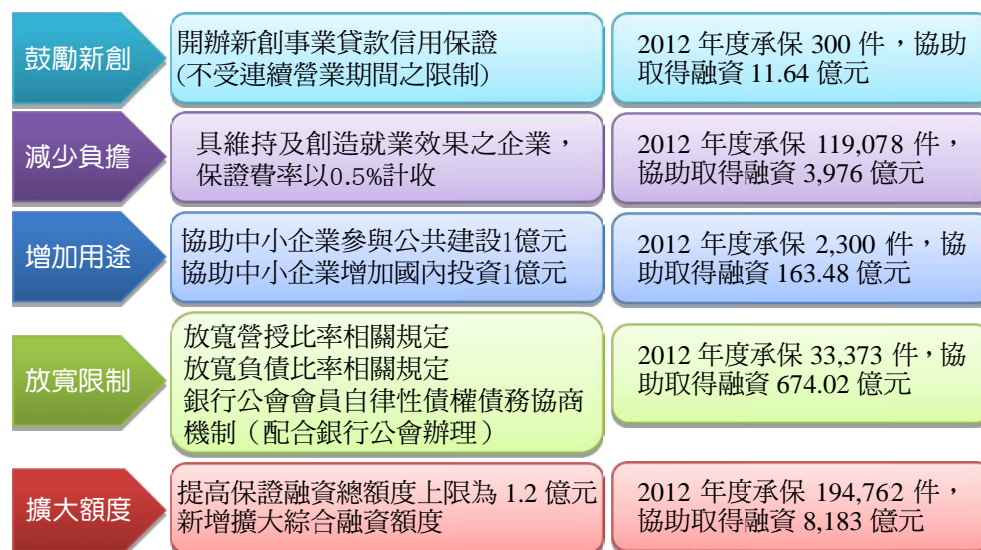 鼓勵新創
開辦新創事業貸款信用保證
(不受連續營業期間之限制)
2012 年度承保 300 件，協助
取得融資 11.64 億元
減少負擔
具維持及創造就業效果之企業，
保證費率以0.5%計收
2012 年度承保 119,078 件，
協助取得融資 3,976 億元
增加用途
協助中小企業參與公共建設1億元
協助中小企業增加國內投資1億元
2012 年度承保 2,300 件，協
助取得融資 163.48 億元
放寬限制
放寬營授比率相關規定
放寬負債比率相關規定
銀行公會會員自律性債權債務協商
機制（配合銀行公會辦理）
2012 年度承保 33,373 件，協
助取得融資 674.02 億元
擴大額度
提高保證融資總額度上限為 1.2 億元
新增擴大綜合融資額度
2012 年度承保 194,762 件，
協助取得融資 8,183 億元